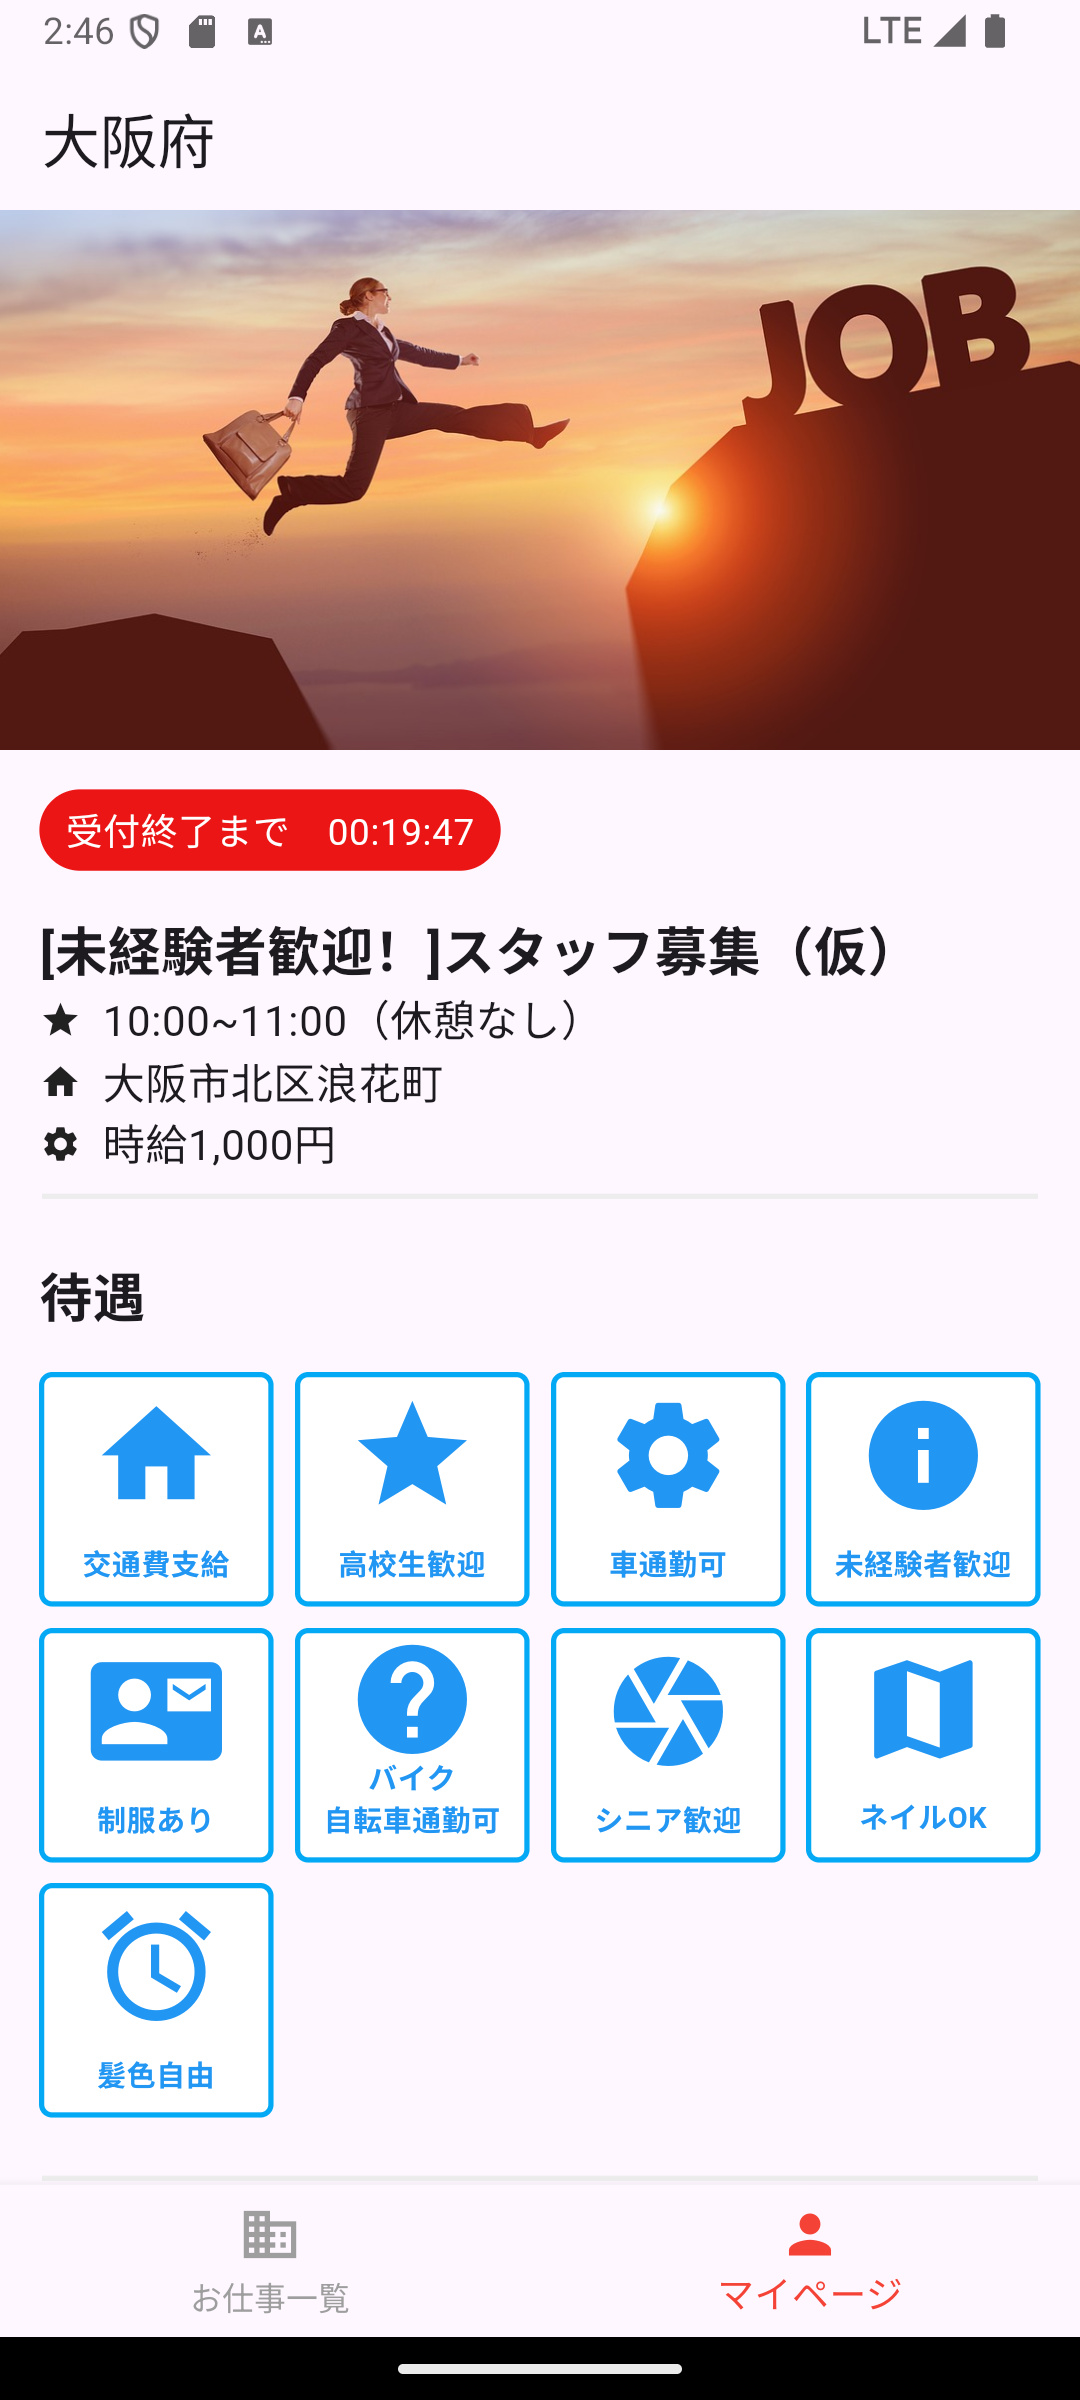 2:46
LTE
大阪府
JOB
受付終了まで 00:19:47
[未経験者歓迎！]スタッフ募集（仮）
10:00~11:00（休憩なし）
大阪市北区浪花町
時給1,000円
待遇
交通費支給
高校生歓迎
車通勤可
未経験者歓迎
制服あり
バイク
自転車通勤可
シニア歓迎
ネイルOK
髪色自由
お仕事一覧
マイページ